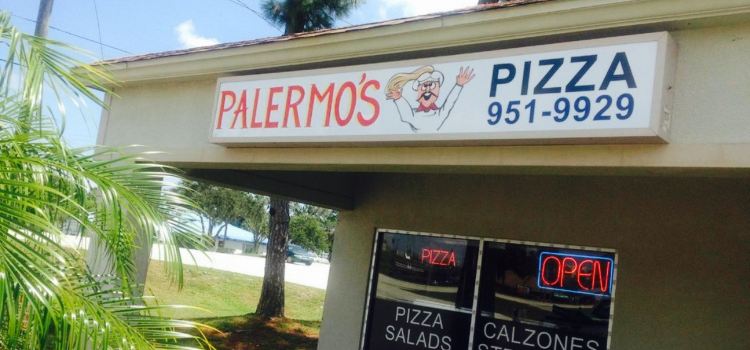 PALERMO'S PIZZA
951-9929
PIZZA
OPEN
PIZZA
SALADS
CALZONES